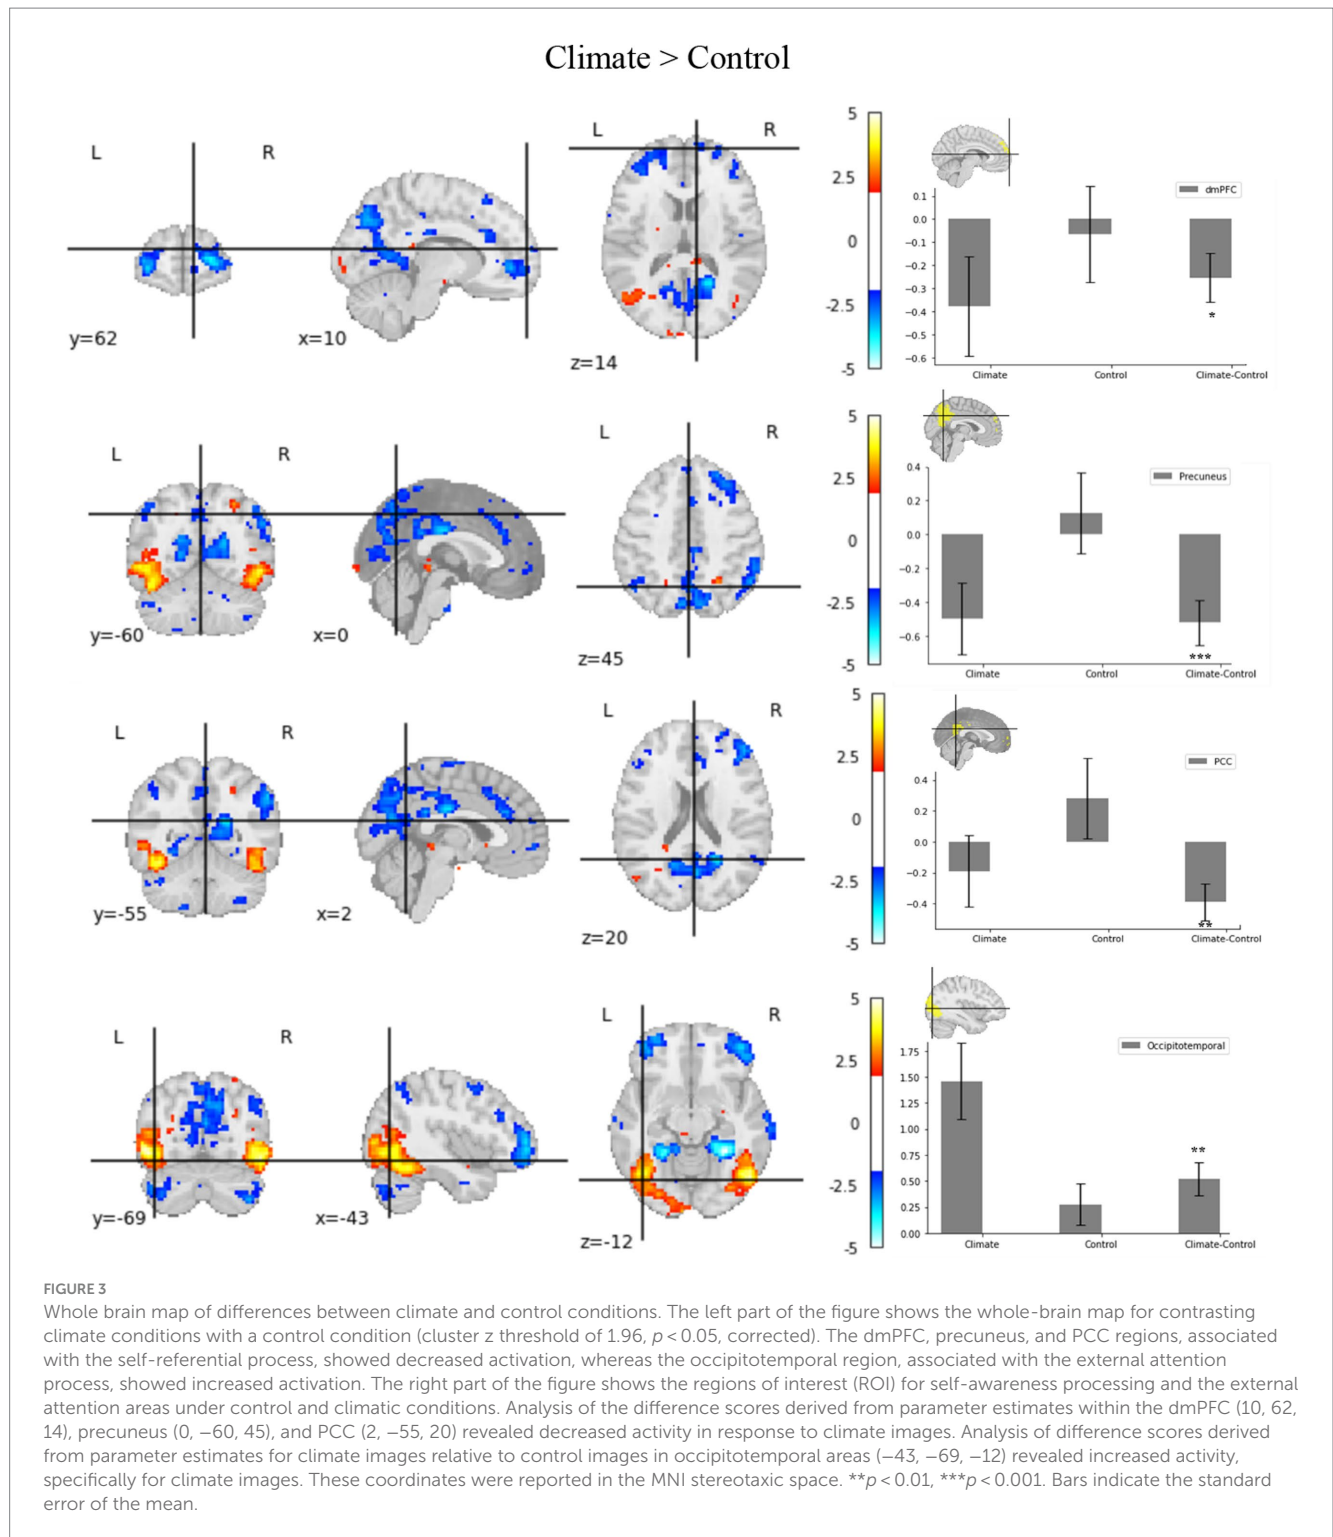 Climate > Control
L
R
L
R
y=62
x=10
z=14
5
2.5
0
-2.5
-5
dmPFC
0.1
0.0
−0.1
−0.2
−0.3
−0.4
−0.5
−0.6
*
Climate
Control
Climate-Control
L
R
L
R
y=-60
x=0
z=45
5
2.5
0
-2.5
-5
Precuneus
0.4
0.2
0.0
−0.2
−0.4
−0.6
***
Climate
Control
Climate-Control
L
R
L
R
y=-55
x=2
z=20
5
2.5
0
-2.5
-5
PCC
0.4
0.2
0.0
−0.2
−0.4
**
Climate
Control
Climate-Control
L
R
L
R
y=-69
x=-43
z=-12
5
2.5
0
-2.5
-5
Occipitotemporal
1.75
1.50
1.25
1.00
0.75
0.50
0.25
0.00
**
Climate
Control
Climate-Control
FIGURE 3
Whole brain map of differences between climate and control conditions. The left part of the figure shows the whole-brain map for contrasting
climate conditions with a control condition (cluster z threshold of 1.96, p < 0.05, corrected). The dmPFC, precuneus, and PCC regions, associated
with the self-referential process, showed decreased activation, whereas the occipitotemporal region, associated with the external attention
process, showed increased activation. The right part of the figure shows the regions of interest (ROI) for self-awareness processing and the external
attention areas under control and climatic conditions. Analysis of the difference scores derived from parameter estimates within the dmPFC (10, 62,
14), precuneus (0, −60, 45), and PCC (2, −55, 20) revealed decreased activity in response to climate images. Analysis of difference scores derived
from parameter estimates for climate images relative to control images in occipitotemporal areas (−43, −69, −12) revealed increased activity,
specifically for climate images. These coordinates were reported in the MNI stereotaxic space. **p < 0.01, ***p < 0.001. Bars indicate the standard
error of the mean.